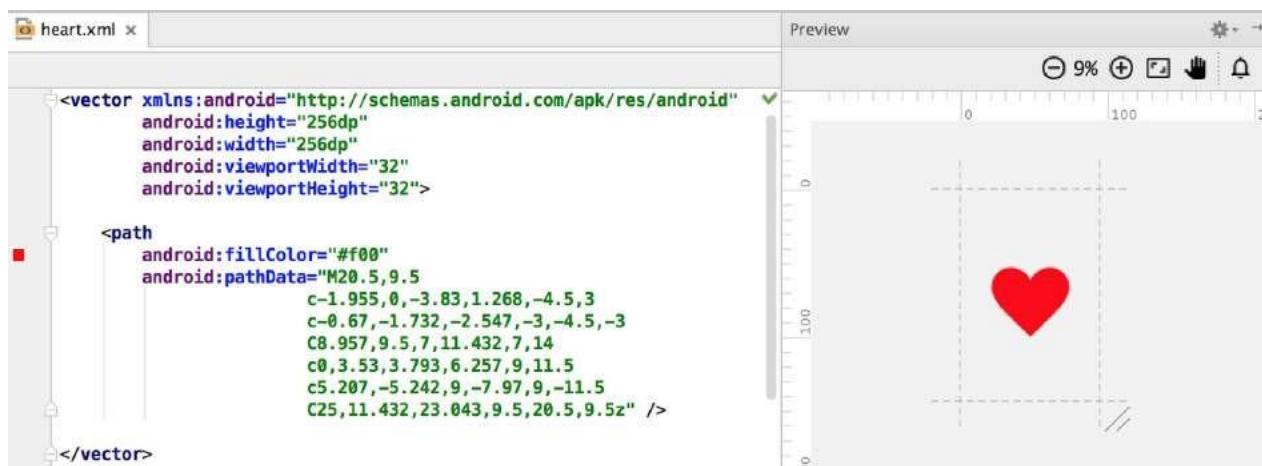 heart.xml
Preview
9%
<vector xmlns:android="http://schemas.android.com/apk/res/android"
android:height="256dp"
android:width="256dp"
android:viewportWidth="32"
android:viewportHeight="32">
0
100
0
<path
android:fillColor="#f00"
android:pathData="M20.5,9.5
c-1.955,0,-3.83,1.268,-4.5,3
c-0.67,-1.732,-2.547,-3,-4.5,-3
C8.957,9.5,7,11.432,7,14
c0,3.53,3.793,6.257,9,11.5
c5.207,-5.242,9,-7.97,9,-11.5
C25,11.432,23.043,9.5,20.5,9.5z" />
100
</vector>